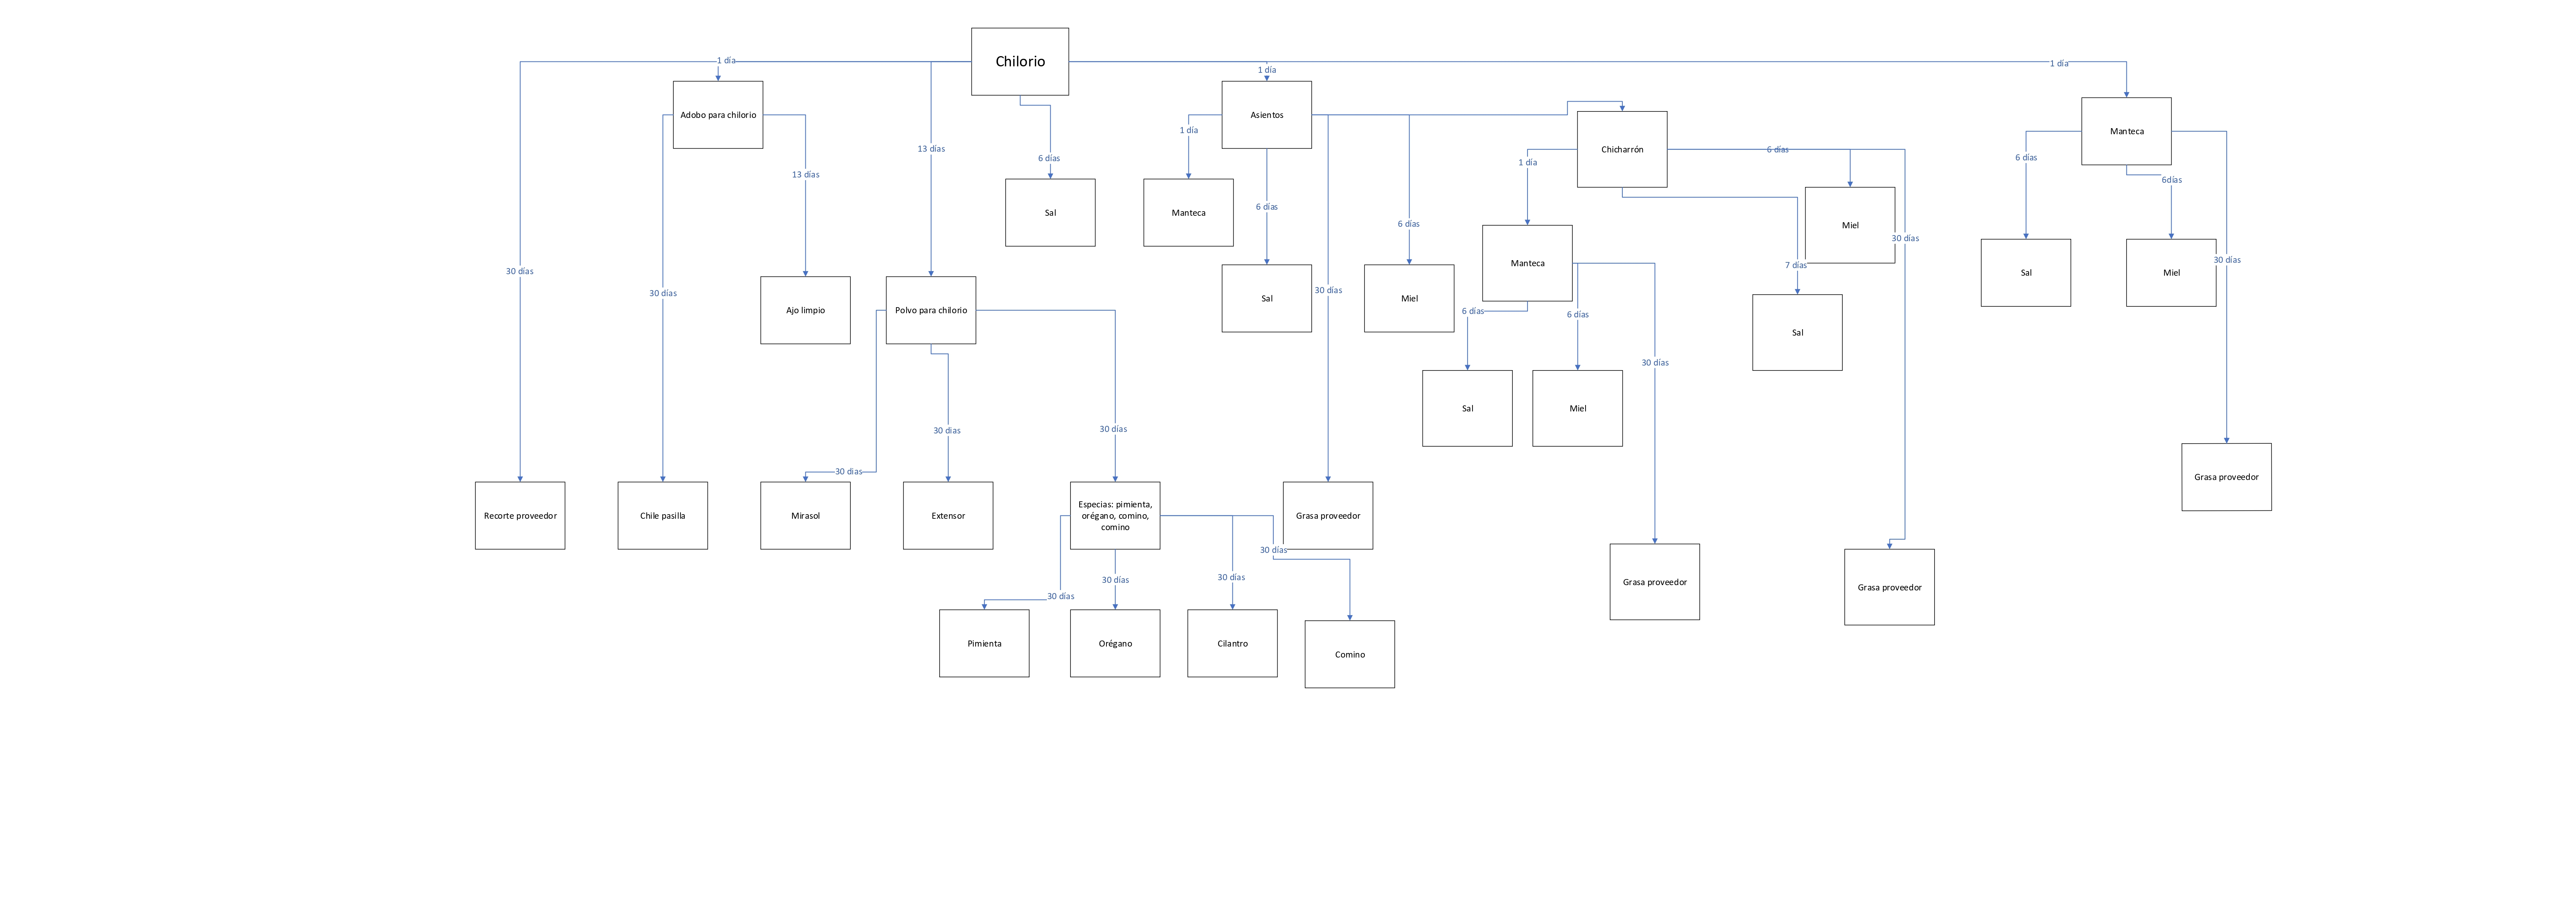 Chilorio
1 día
1 día
1 día
Adobo para chilorio
Asientos
Manteca
1 día
13 días
Chicharrón
6 días
6 días
1 día
6 días
6días
13 días
Sal
Manteca
6 días
6 días
Miel
30 días
Manteca
7 días
Sal
Miel
30 días
30 días
30 días
Ajo limpio
Polvo para chilorio
Sal
30 días
Miel
6 días
6 días
Sal
30 días
Sal
Miel
30 días
30 días
30 días
Grasa proveedor
Recorte proveedor
Chile pasilla
Mirasol
Extensor
Especias: pimienta,
orégano, comino,
comino
Grasa proveedor
30 días
30 días
30 días
30 días
Grasa proveedor
Grasa proveedor
Pimienta
Orégano
Cilantro
Comino